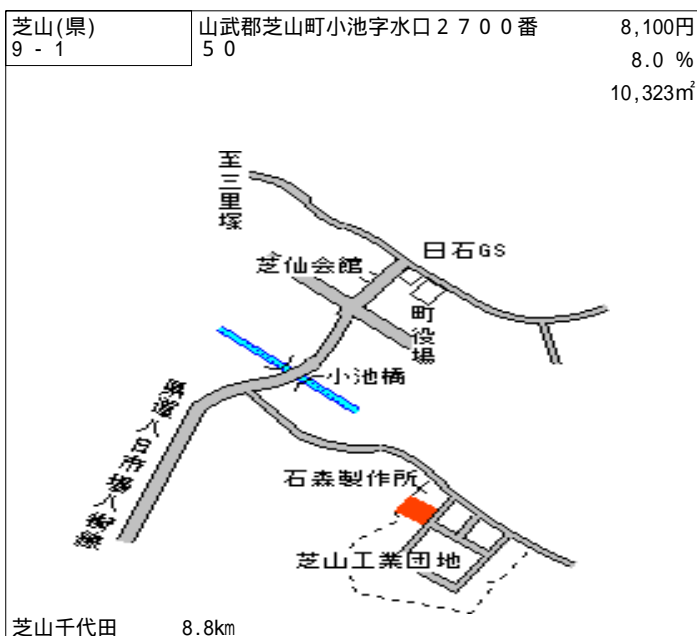 芝山(県)
9 - 1
山武郡芝山町小池字水口２７００番
５０
8,100円
8.0 %
10,323㎡
至三里塚
日石GS
芝仙会館
町役場
小池橋
県道八日市場八街線
石森製作所
芝山工業団地
芝山千代田
8.8km